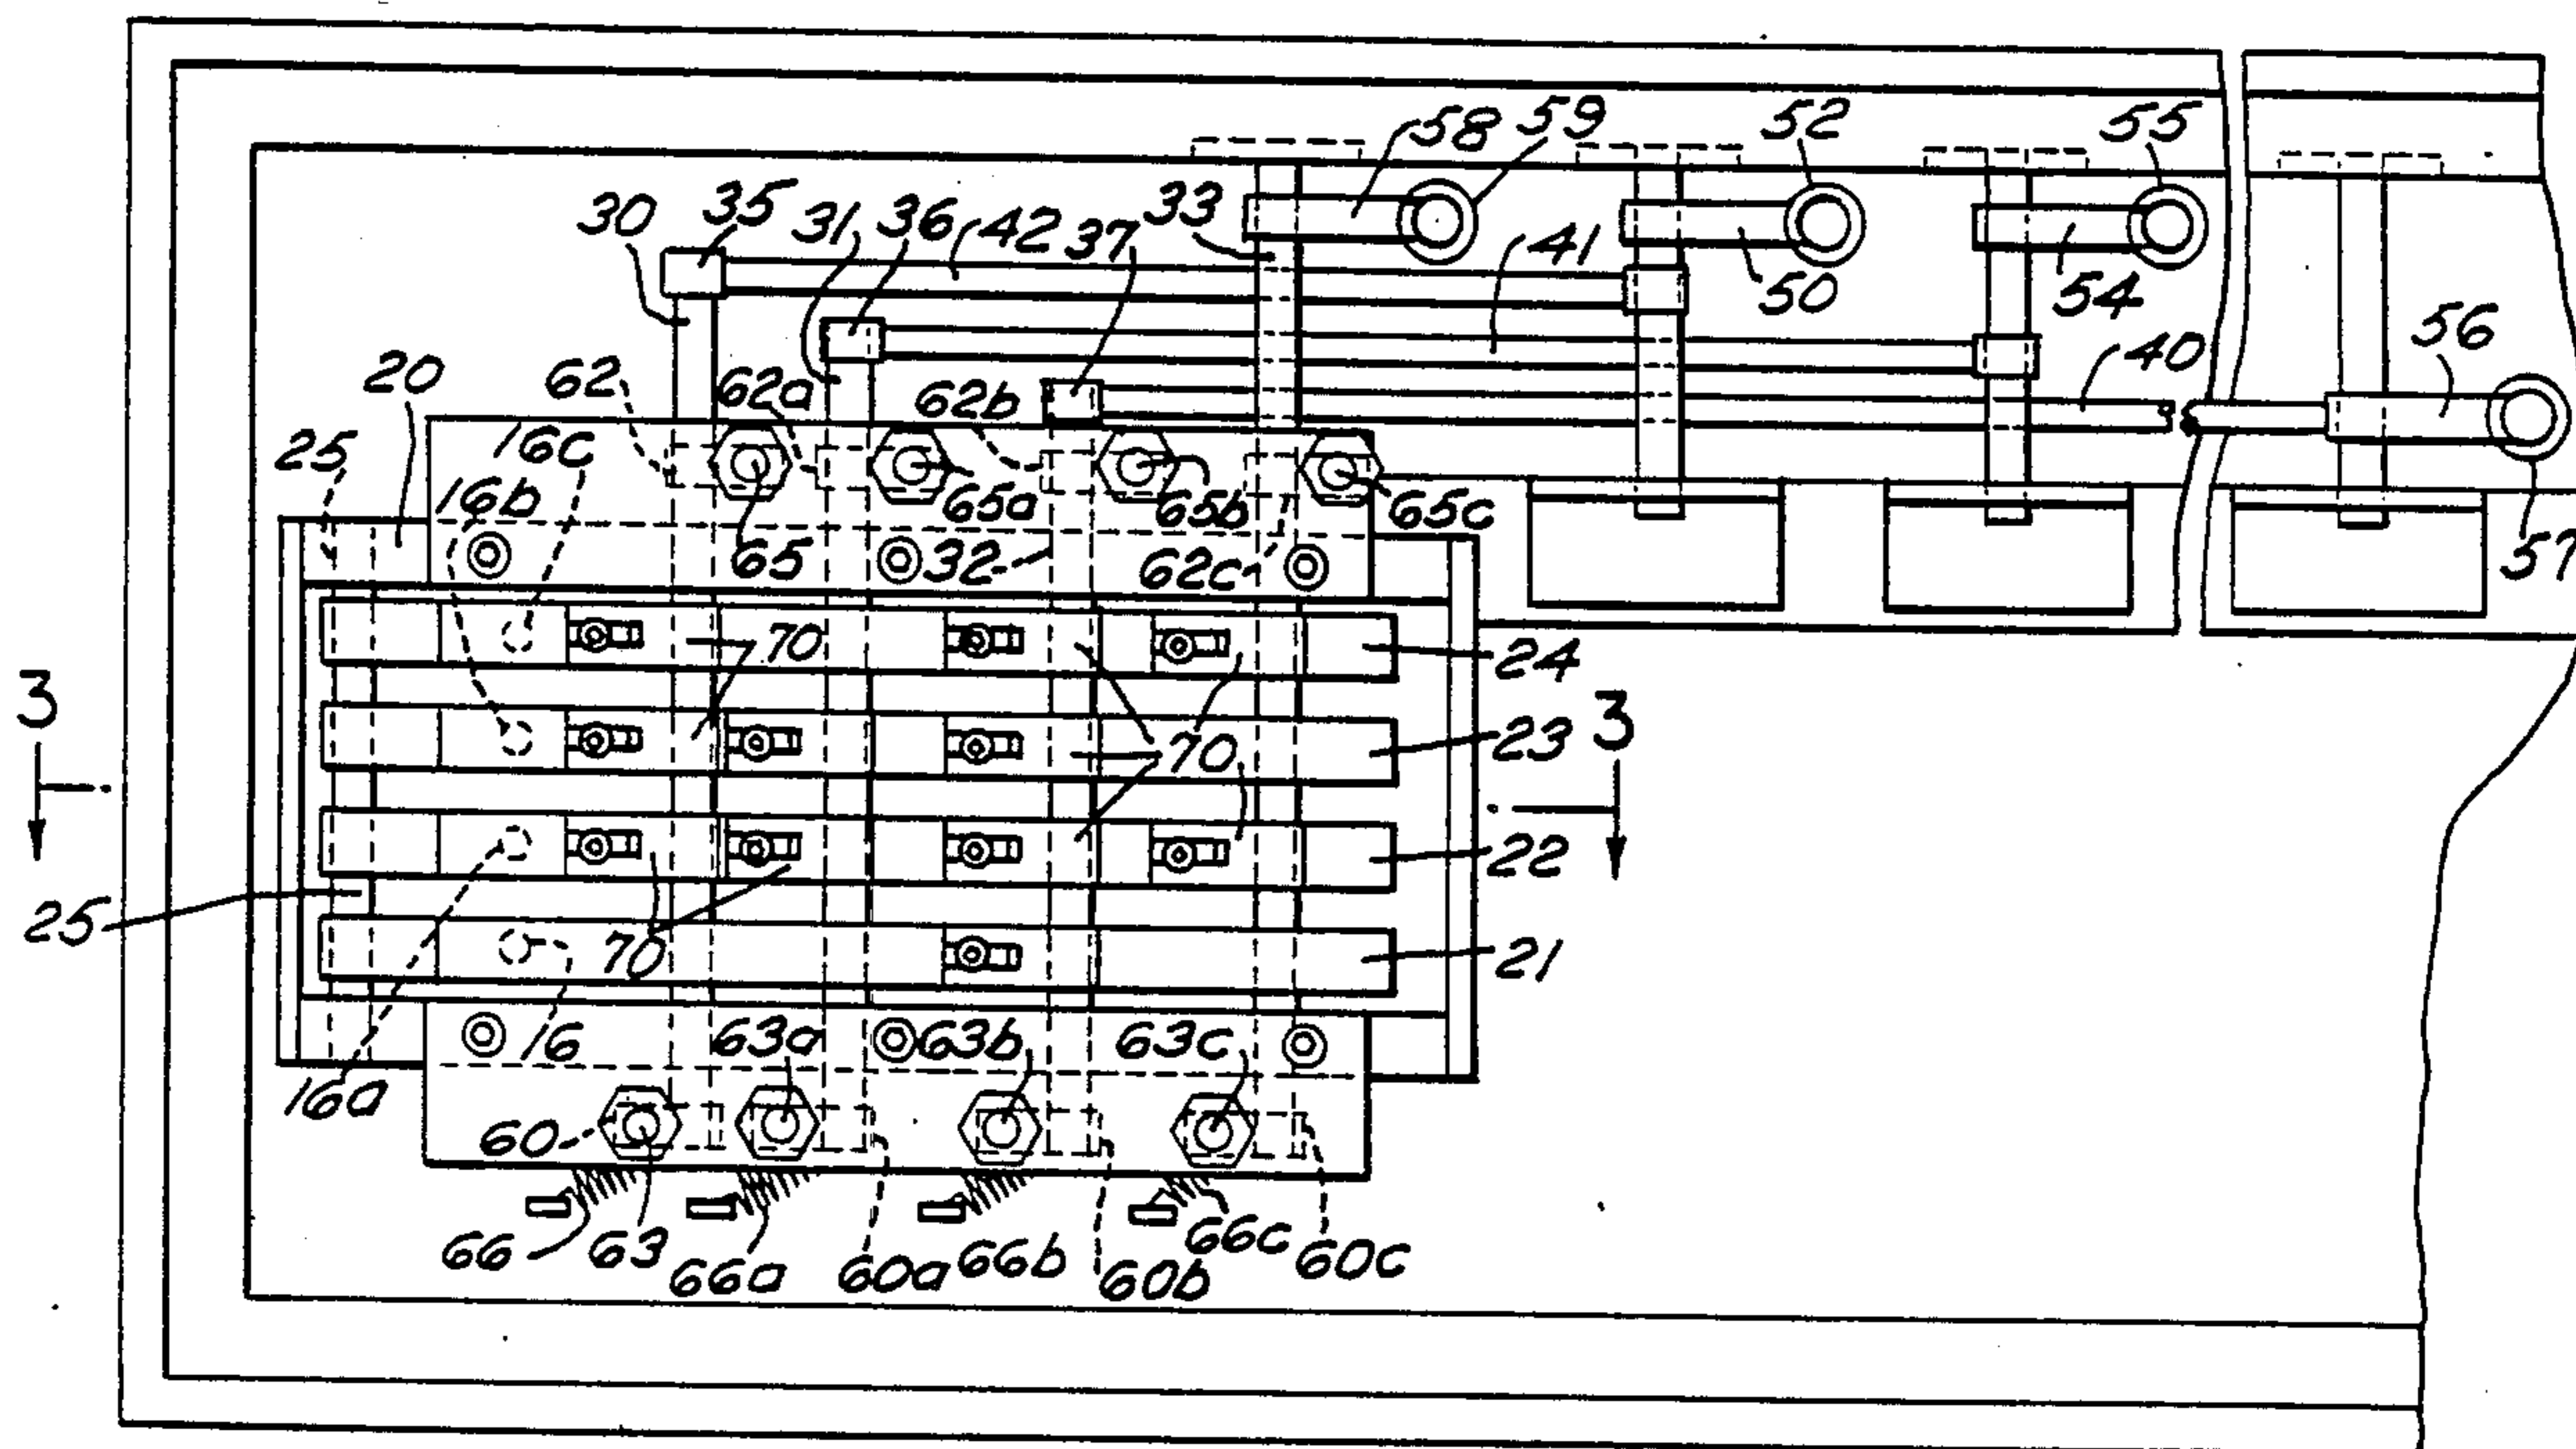 58 59 52 55
30 35 31 36 42 37 33 41 50 54 56
20 62 62a 62b 40
25 16c
16b 65a 65b 65c
65 32 62c 57
70 24
3 70 23 3
22
25 70 21
16a 16 63a 63b 63c
60
66 63 66a 60a 66b 60b 66c 60c